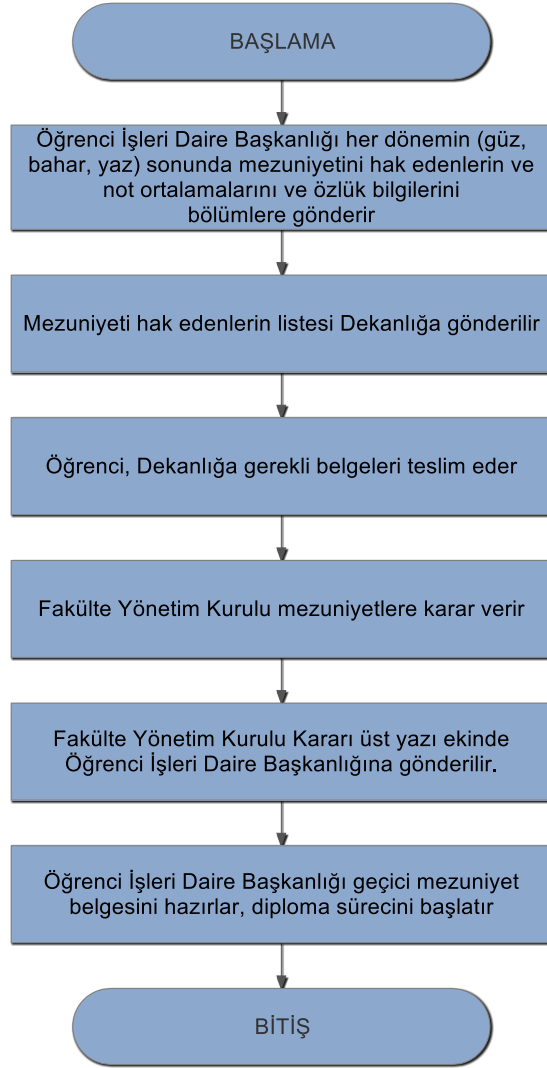 BAŞLAMA
Öğrenci İşleri Daire Başkanlığı her dönemin (güz,
bahar, yaz) sonunda mezuniyetini hak edenlerin ve
not ortalamalarını ve özlük bilgilerini
bölümlere gönderir
Mezuniyeti hak edenlerin listesi Dekanlığa gönderilir
Öğrenci, Dekanlığa gerekli belgeleri teslim eder
Fakülte Yönetim Kurulu mezuniyetlere karar verir
Fakülte Yönetim Kurulu Kararı üst yazı ekinde
Öğrenci İşleri Daire Başkanlığına gönderilir.
Öğrenci İşleri Daire Başkanlığı geçici mezuniyet
belgesini hazırlar, diploma sürecini başlatır
BİTİŞ